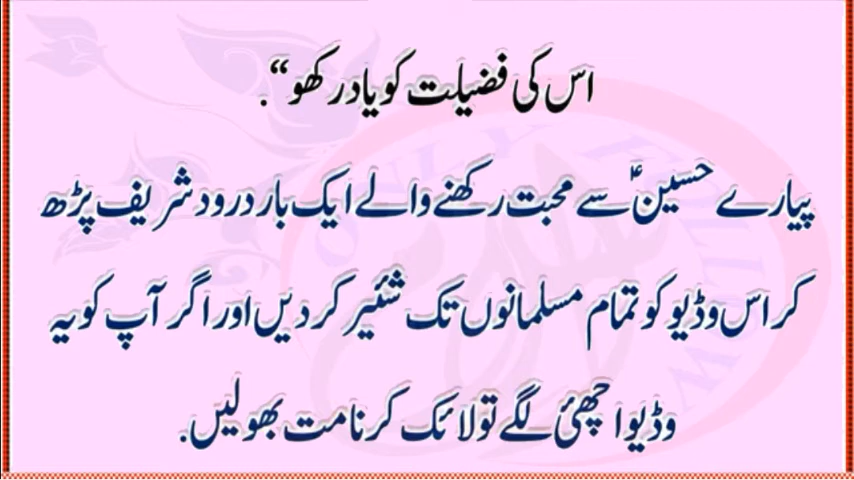 اس کی فضیلت کو یاد رکھو“.
پیارے حسینؑ سے محبت رکھنے والے ایک بار درود شریف پڑھ
کر اس وڈیو کو تمام مسلمانوں تک شئیر کر دیں اور اگر آپ کو یہ
وڈیو اچھئ لگے تو لائک کرنا مت بھولیں.